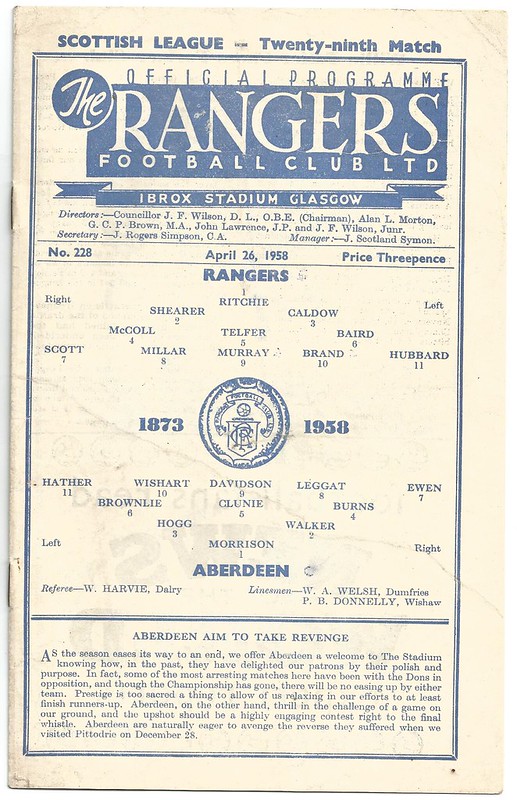 SCOTTISH LEAGUE — Twenty-ninth Match
OFFICIAL PROGRAMME
The RANGERS
FOOTBALL CLUB LTD
IBROX STADIUM GLASGOW
Directors:—Councillor J. F. Wilson, D. L., O.B.E. (Chairman), Alan L. Morton,
G. C. P. Brown, M.A., John Lawrence, J.P. and J. F. Wilson, Junr.
Secretary:—J. Rogers Simpson, C.A. Manager:—J. Scotland Symon.
No. 228 April 26, 1958 Price Threepence
RANGERS
1
Right RITCHIE Left
SHEARER CALDOW
2 3
McCOLL TELFER BAIRD
4 5 6
SCOTT MILLAR MURRAY BRAND HUBBARD
7 8 9 10 11
1873 1958
HATHER WISHART DAVIDSON LEGGAT EWEN
11 10 9 8 7
BROWNLIE CLUNIE BURNS
6 5 4
HOGG WALKER
3 2
Left MORRISON Right
1
ABERDEEN
Referee—W. HARVIE, Dalry Linesmen—W. A. WELSH, Dumfries
P. B. DONNELLY, Wishaw
ABERDEEN AIM TO TAKE REVENGE
AS the season eases its way to an end, we offer Aberdeen a welcome to The Stadium
knowing how, in the past, they have delighted our patrons by their polish and
purpose. In fact, some of the most arresting matches here have been with the Dons in
opposition, and though the Championship has gone, there will be no easing up by either
team. Prestige is too sacred a thing to allow of us relaxing in our efforts to at least
finish runners-up. Aberdeen, on the other hand, thrill in the challenge of a game on
our ground, and the upshot should be a highly engaging contest right to the final
whistle. Aberdeen are naturally eager to avenge the reverse they suffered when we
visited Pittodrie on December 28.